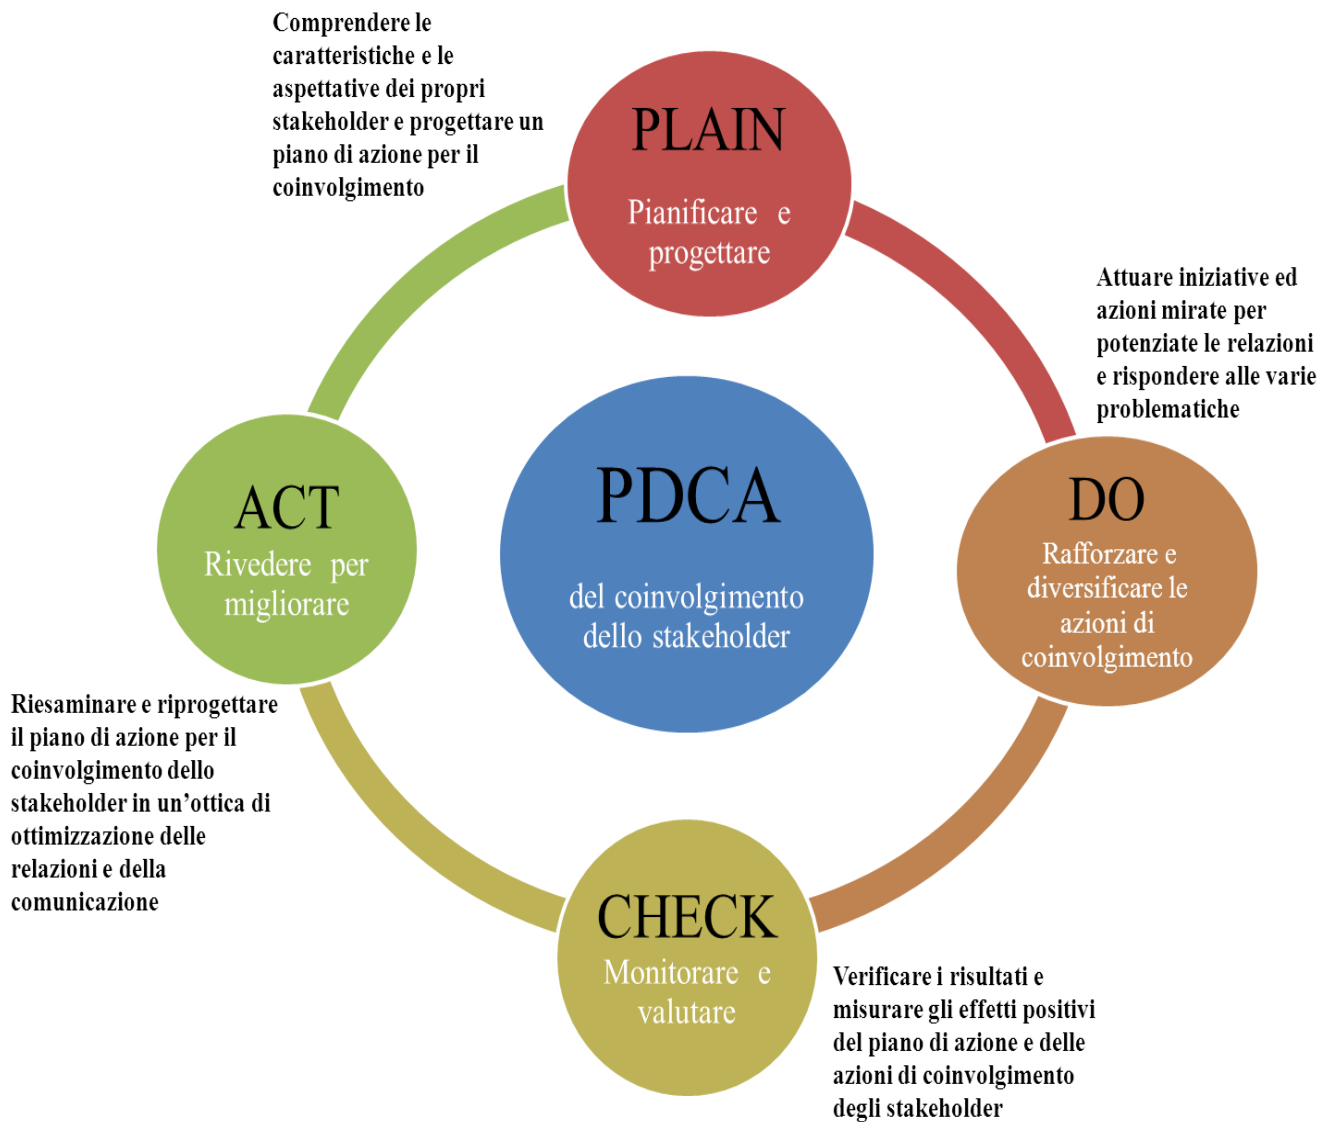 Comprendere le
caratteristiche e le
aspettative dei propri
stakeholder e progettare un
piano di azione per il
coinvolgimento
PLAIN
Pianificare e
progettare
Attuare iniziative ed
azioni mirate per
potenziate le relazioni
e rispondere alle varie
problematiche
DO
Rafforzare e
diversificare le
azioni di
coinvolgimento
PDCA
del coinvolgimento
dello stakeholder
ACT
Rivedere per
migliorare
Riesaminare e riprogettare
il piano di azione per il
coinvolgimento dello
stakeholder in un’ottica di
ottimizzazione delle
relazioni e della
comunicazione
CHECK
Monitorare e
valutare
Verificare i risultati e
misurare gli effetti positivi
del piano di azione e delle
azioni di coinvolgimento
degli stakeholder